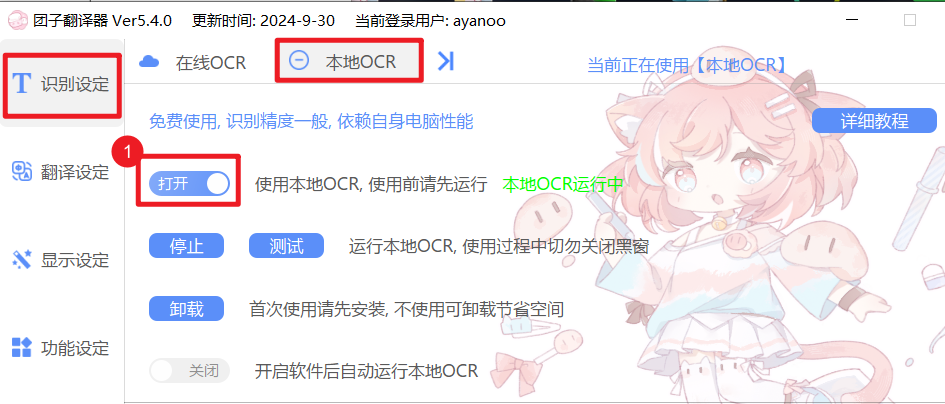 团子翻译器 Ver5.4.0 更新时间: 2024-9-30 当前登录用户: ayanoo
识别设定
在线OCR
本地OCR
当前正在使用【本地OCR】
免费使用, 识别精度一般, 依赖自身电脑性能
详细教程
1
翻译设定
打开
使用本地OCR, 使用前请先运行
本地OCR运行中
停止
测试
运行本地OCR, 使用过程中切勿关闭黑窗
显示设定
卸载
首次使用请先安装, 不使用可卸载节省空间
功能设定
关闭
开启软件后自动运行本地OCR